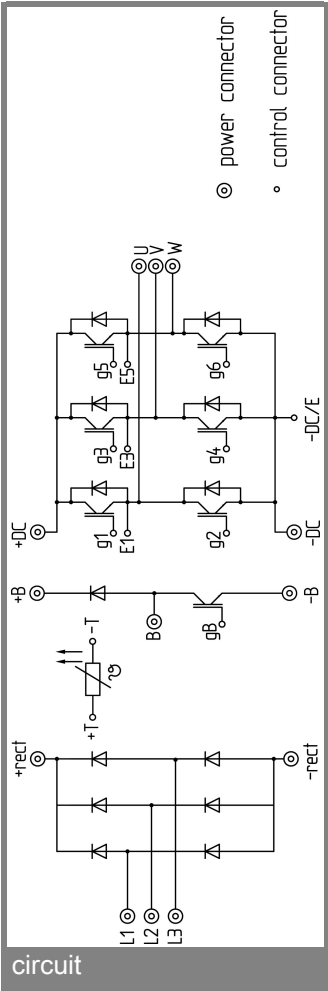 power connector
control connector
U
V
W
g5
E5
g6
g3
E3
g4
-DC/E
+DC
g1
E1
g2
-DC
+B
B
gB
-B
-T
+T
ϑ
+rect
-rect
L1
L2
L3
circuit